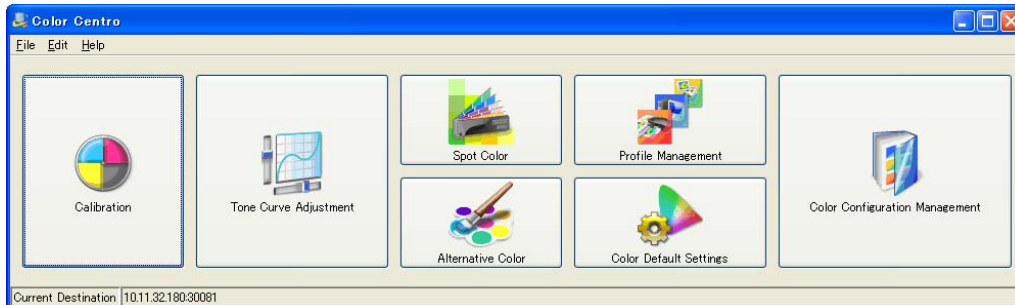 Color Centro
File Edit Help
Calibration
Tone Curve Adjustment
Spot Color
Profile Management
Alternative Color
Color Default Settings
Color Configuration Management
Current Destination 10.11.32.180:30081